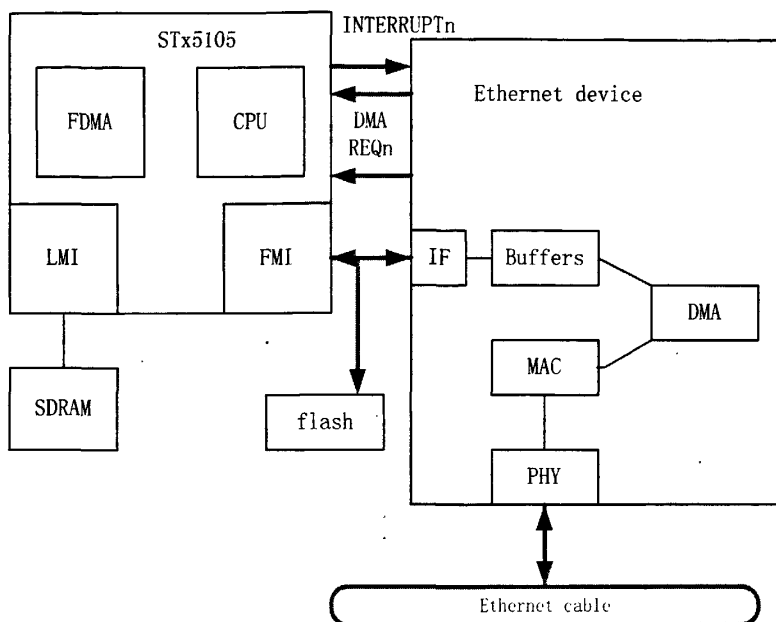 STx5105
INTERRUPTn
Ethernet device
FDMA
CPU
DMA
REQn
LMI
FMI
IF
Buffers
DMA
MAC
SDRAM
flash
PHY
Ethernet cable